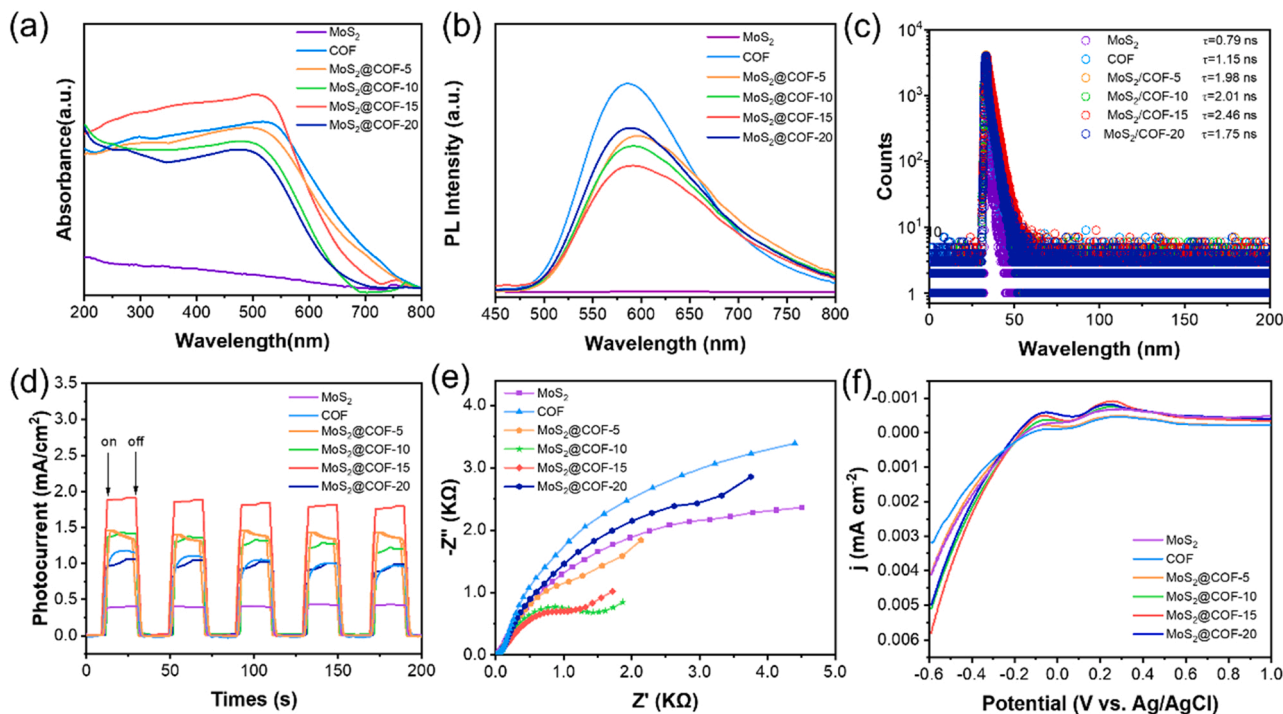 (a)
MoS2
COF
MoS2@COF-5
MoS2@COF-10
MoS2@COF-15
MoS2@COF-20
Absorbance(a.u.)
200 300 400 500 600 700 800
Wavelength(nm)
(b)
MoS2
COF
MoS2@COF-5
MoS2@COF-10
MoS2@COF-15
MoS2@COF-20
PL Intensity (a.u.)
450 500 550 600 650 700 750 800
Wavelength (nm)
(c)
MoS2 τ=0.79 ns
COF τ=1.15 ns
MoS2/COF-5 τ=1.98 ns
MoS2/COF-10 τ=2.01 ns
MoS2/COF-15 τ=2.46 ns
MoS2/COF-20 τ=1.75 ns
Counts
10^4
10^3
10^2
10^1
1
0
0 50 100 150 200
Wavelength (nm)
(d)
MoS2
COF
MoS2@COF-5
MoS2@COF-10
MoS2@COF-15
MoS2@COF-20
on off
Photocurrent (mA/cm2)
3.5
3.0
2.5
2.0
1.5
1.0
0.5
0.0
0 50 100 150 200
Times (s)
(e)
MoS2
COF
MoS2@COF-5
MoS2@COF-10
MoS2@COF-15
MoS2@COF-20
-Z'' (KΩ)
4.0
3.0
2.0
1.0
0.0
0.0 1.0 2.0 3.0 4.0 5.0
Z' (KΩ)
(f)
j (mA cm-2)
-0.001
0.000
0.001
0.002
0.003
0.004
0.005
0.006
MoS2
COF
MoS2@COF-5
MoS2@COF-10
MoS2@COF-15
MoS2@COF-20
-0.6 -0.4 -0.2 0.0 0.2 0.4 0.6 0.8 1.0
Potential (V vs. Ag/AgCl)